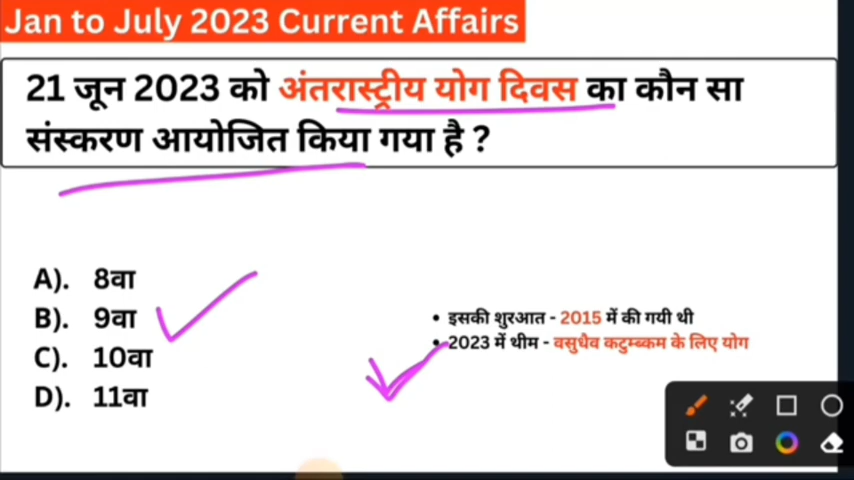 Jan to July 2023 Current Affairs
21 जून 2023 को अंतरास्ट्रीय योग दिवस का कौन सा
संस्करण आयोजित किया गया है ?
A). 8वा
B). 9वा
C). 10वा
D). 11वा
• इसकी शुरआत - 2015 में की गयी थी
• 2023 में थीम - वसुधैव कटुम्ब्कम के लिए योग